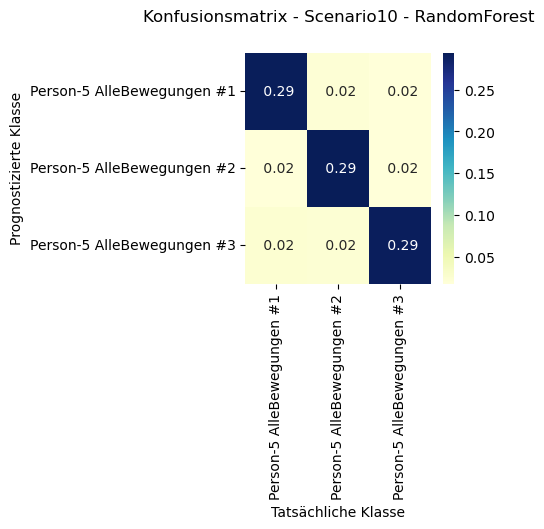 Konfusionsmatrix - Scenario10 - RandomForest
Prognostizierte Klasse
Person-5 AlleBewegungen #1
0.29 0.02 0.02
Person-5 AlleBewegungen #2
0.02 0.29 0.02
Person-5 AlleBewegungen #3
0.02 0.02 0.29
0.25
0.20
0.15
0.10
0.05
Person-5 AlleBewegungen #1
Person-5 AlleBewegungen #2
Person-5 AlleBewegungen #3
Tatsächliche Klasse